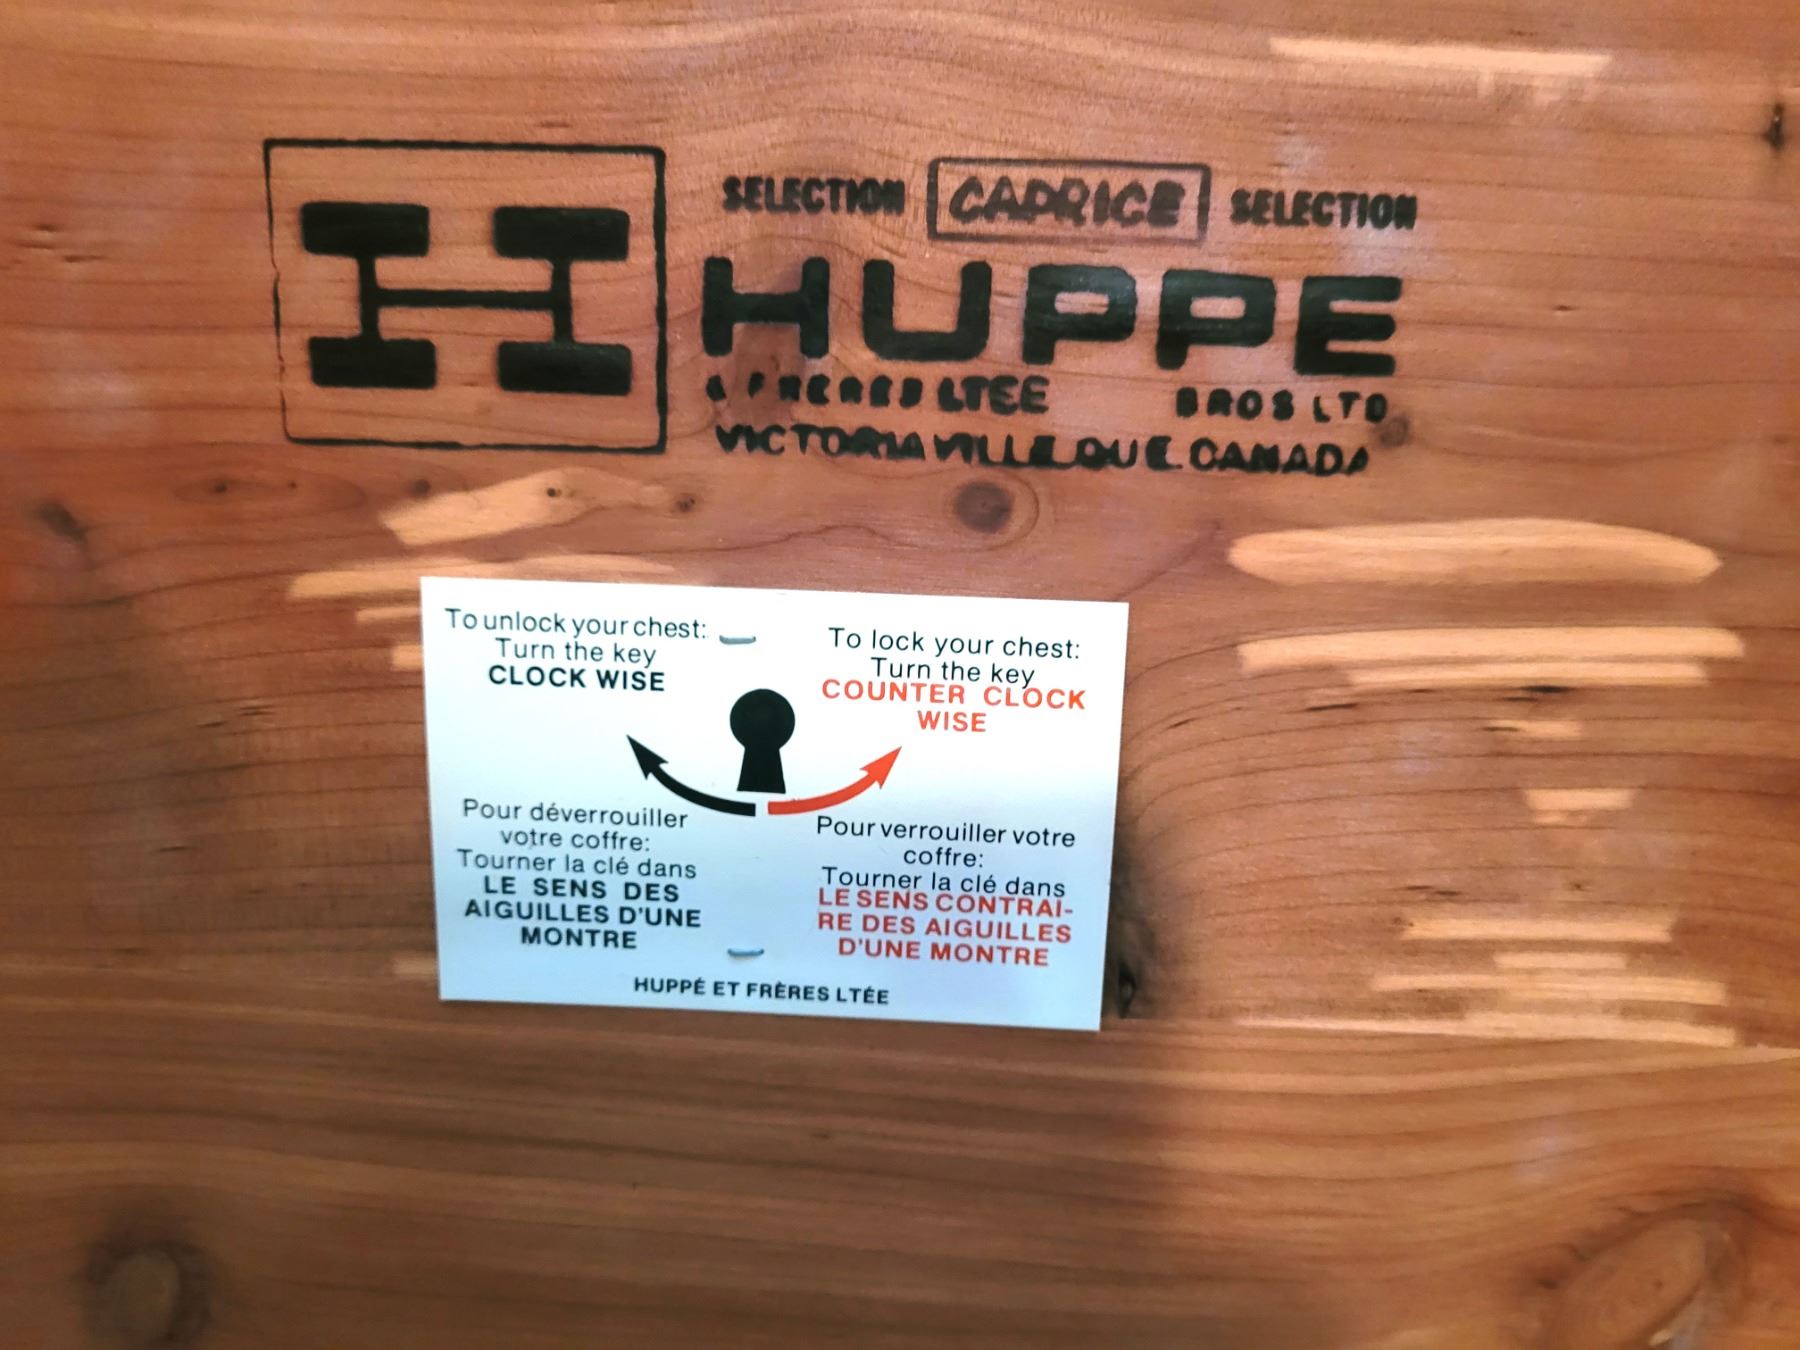 H
SELECTION CAPRICE SELECTION
HUPPE
& FRERES LTEE BROS LTD
VICTORIAVILLE QUE CANADA
To unlock your chest:
Turn the key
CLOCK WISE
To lock your chest:
Turn the key
COUNTER CLOCK
WISE
Pour déverrouiller
votre coffre:
Tourner la clé dans
LE SENS DES
AIGUILLES D'UNE
MONTRE
Pour verrouiller votre
coffre:
Tourner la clé dans
LE SENS CONTRAI-
RE DES AIGUILLES
D'UNE MONTRE
HUPPÉ ET FRÈRES LTÉE